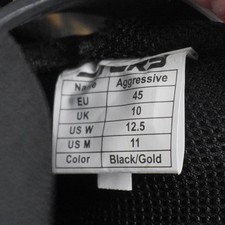 Name Aggressive
EU 45
UK 10
US W 12.5
US M 11
Color Black/Gold